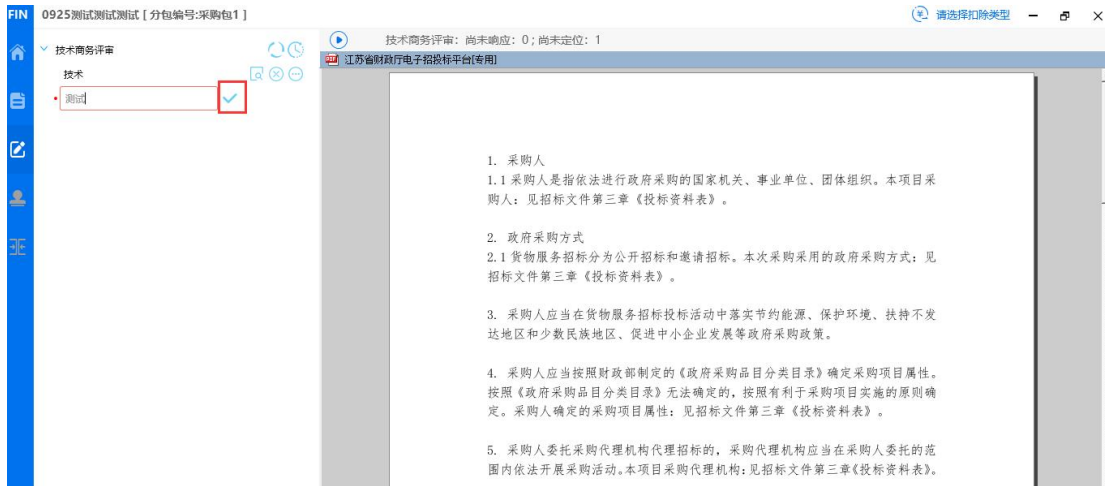 FIN 0925测试测试测试 [ 分包编号:采购包1 ] 请选择扣除类型
技术商务评审
技术
测试
技术商务评审: 尚未响应: 0 ; 尚未定位: 1
江苏省财政厅电子招投标平台[专用]
1. 采购人
1.1 采购人是指依法进行政府采购的国家机关、事业单位、团体组织。本项目采
购人: 见招标文件第三章《投标资料表》。
2. 政府采购方式
2.1 货物服务招标分为公开招标和邀请招标。本次采购采用的政府采购方式: 见
招标文件第三章《投标资料表》。
3. 采购人应当在货物服务招标投标活动中落实节约能源、保护环境、扶持不发
达地区和少数民族地区、促进中小企业发展等政府采购政策。
4. 采购人应当按照财政部制定的《政府采购品目分类目录》确定采购项目属性。
按照《政府采购品目分类目录》无法确定的, 按照有利于采购项目实施的原则确
定。采购人确定的采购项目属性: 见招标文件第三章《投标资料表》。
5. 采购人委托采购代理机构代理招标的, 采购代理机构应当在采购人委托的范
围内依法开展采购活动。本项目采购代理机构: 见招标文件第三章《投标资料表》。